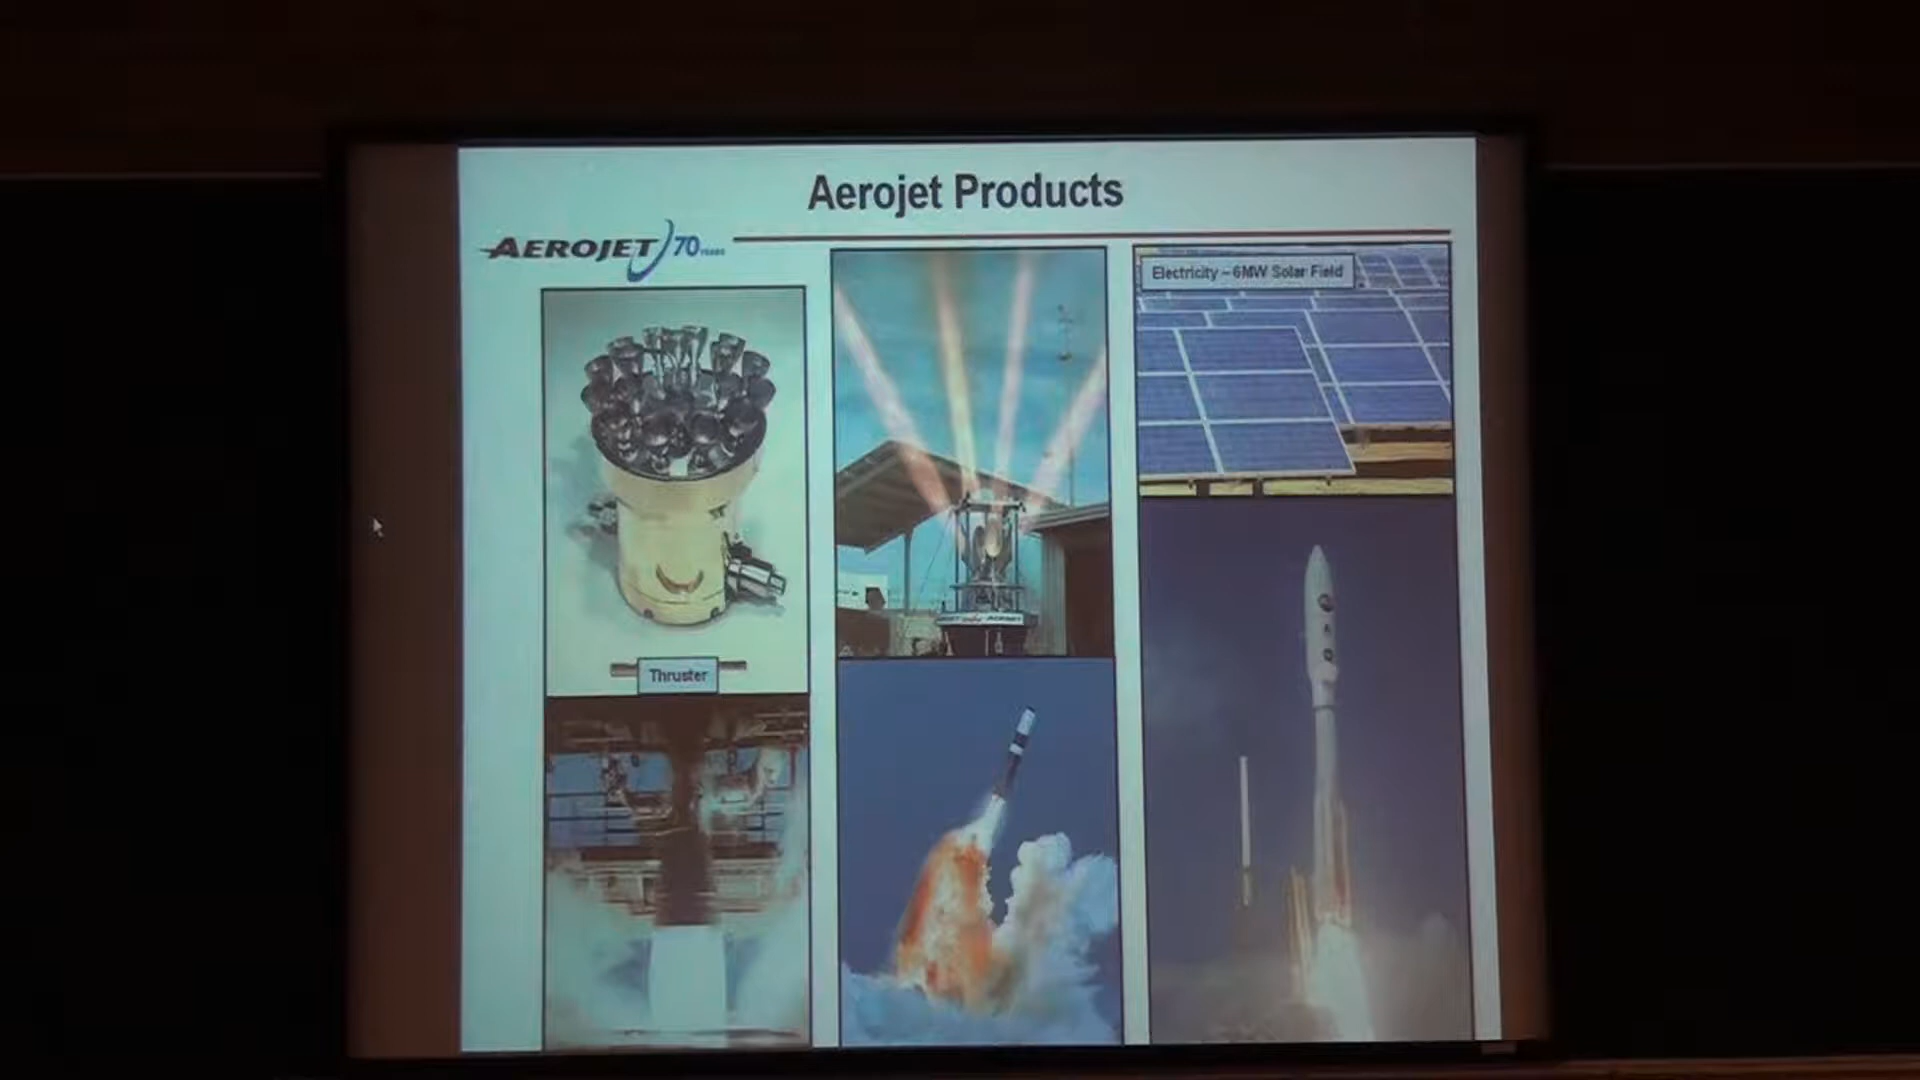 Aerojet Products
AEROJET 70 YEARS
Electricity – 6MW Solar Field
Thruster